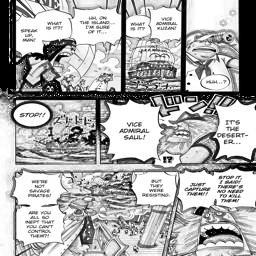 HUH...?
VICE
ADMIRAL
KUZAN!
WHAT
IS IT?!
UH, ON
THE ISLAND...
I'M SURE
OF IT...
WHAT
IS IT?!
SPEAK
UP,
MAN!
IT'S THE
DESERT-
ER...
!?
VICE
ADMIRAL
SAUL!
STOP!!
STOP IT,
I SAID!
THERE'S
NO NEED
TO KILL
THEM!
JUST
CAPTURE
THEM!!
BUT THEY
WERE
RESISTING.
WE'RE
NOT
SAVAGE
PIRATES!
ARE YOU
ALL SO
INEPT THAT
YOU CAN'T
CONTROL
THEM?!